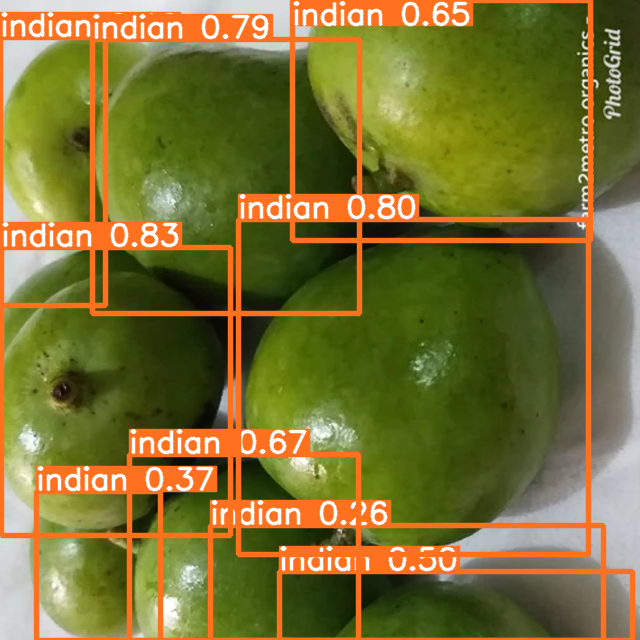 indian
indian 0.79
indian 0.65
farm2metro organics
PhotoGrid
indian 0.80
indian 0.83
indian 0.67
indian 0.37
indian 0.26
indian 0.50